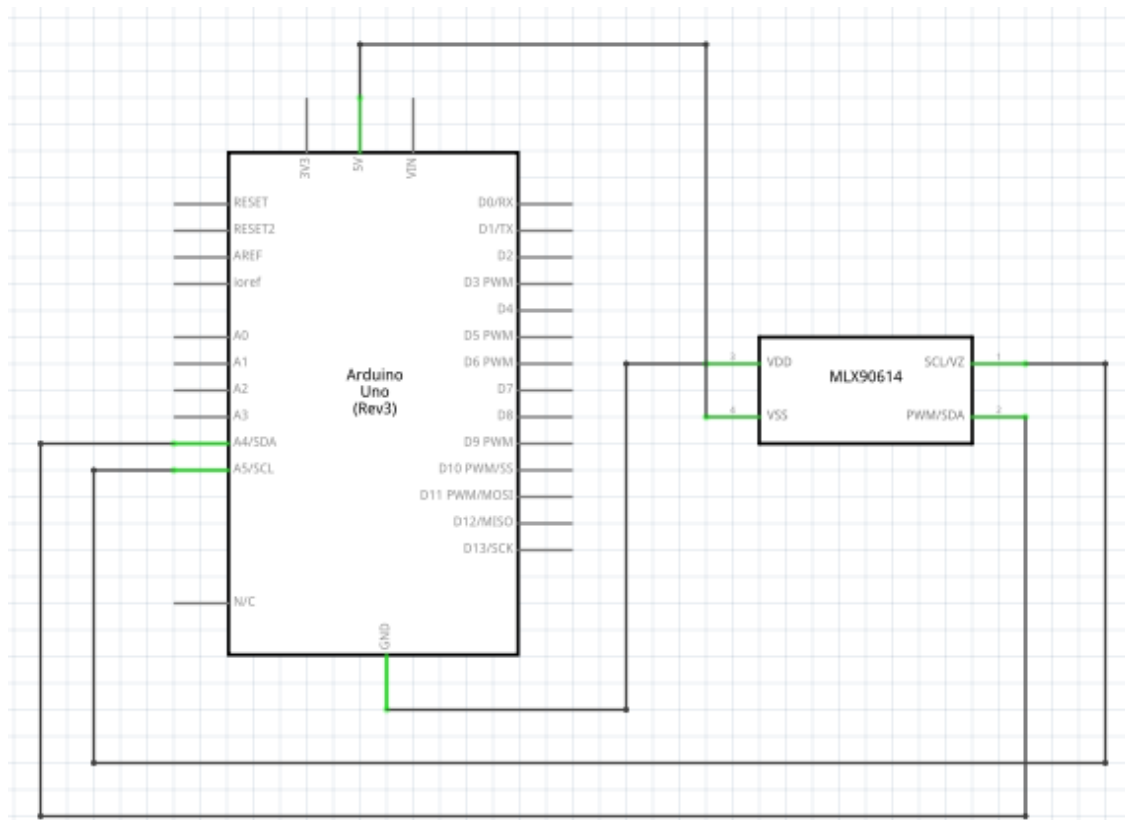 3V3
5V
VIN
RESET
RESET2
AREF
ioref
A0
A1
A2
A3
A4/SDA
A5/SCL
N/C
D0/RX
D1/TX
D2
D3 PWM
D4
D5 PWM
D6 PWM
D7
D8
D9 PWM
D10 PWM/SS
D11 PWM/MOSI
D12/MISO
D13/SCK
Arduino
Uno
(Rev3)
GND
3
VDD
4
VSS
MLX90614
SCL/VZ
1
PWM/SDA
2